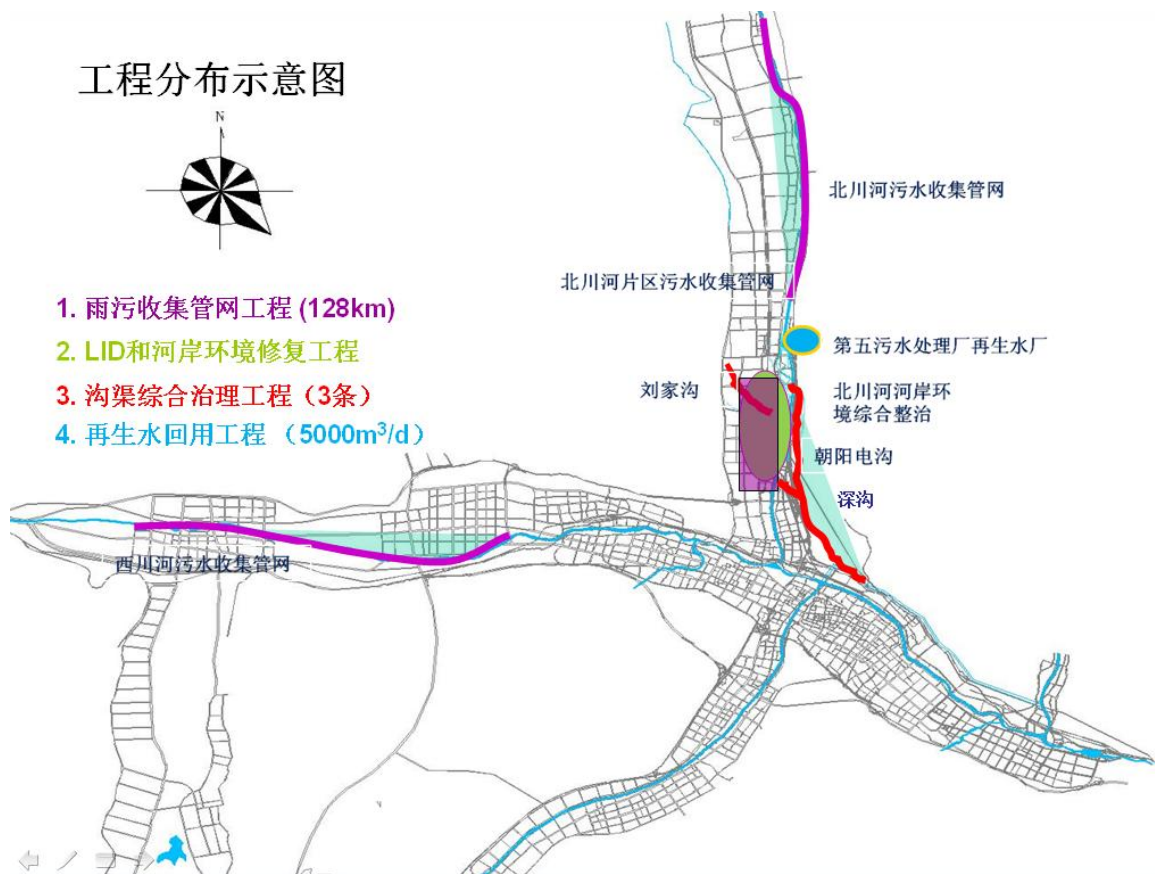 工程分布示意图
N
1. 雨污收集管网工程 (128km)
2. LID和河岸环境修复工程
3. 沟渠综合治理工程（3条）
4. 再生水回用工程 （5000m³/d）
北川河污水收集管网
北川河片区污水收集管网
第五污水处理厂再生水厂
刘家沟
北川河河岸环
境综合整治
朝阳电沟
深沟
西川河污水收集管网